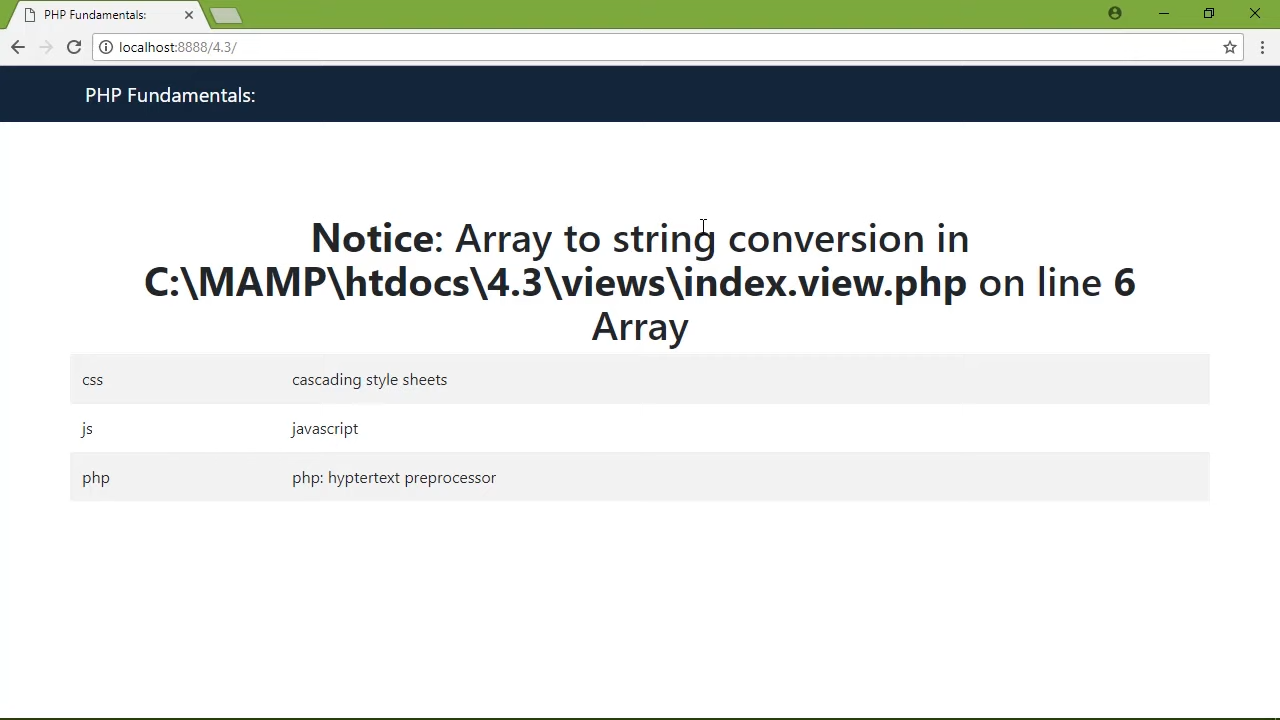 PHP Fundamentals:
localhost:8888/4.3/
PHP Fundamentals:
Notice: Array to string conversion in
C:\MAMP\htdocs\4.3\views\index.view.php on line 6
Array
css cascading style sheets
js javascript
php php: hyptertext preprocessor